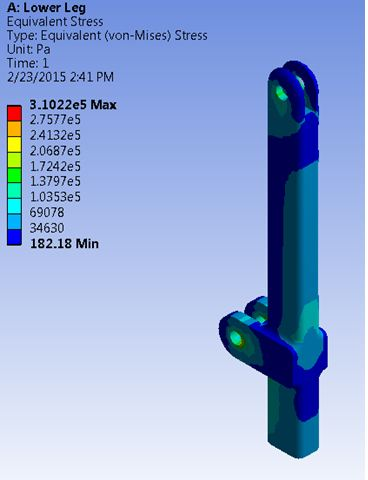 A: Lower Leg
Equivalent Stress
Type: Equivalent (von-Mises) Stress
Unit: Pa
Time: 1
2/23/2015 2:41 PM
3.1022e5 Max
2.7577e5
2.4132e5
2.0687e5
1.7242e5
1.3797e5
1.0353e5
69078
34630
182.18 Min